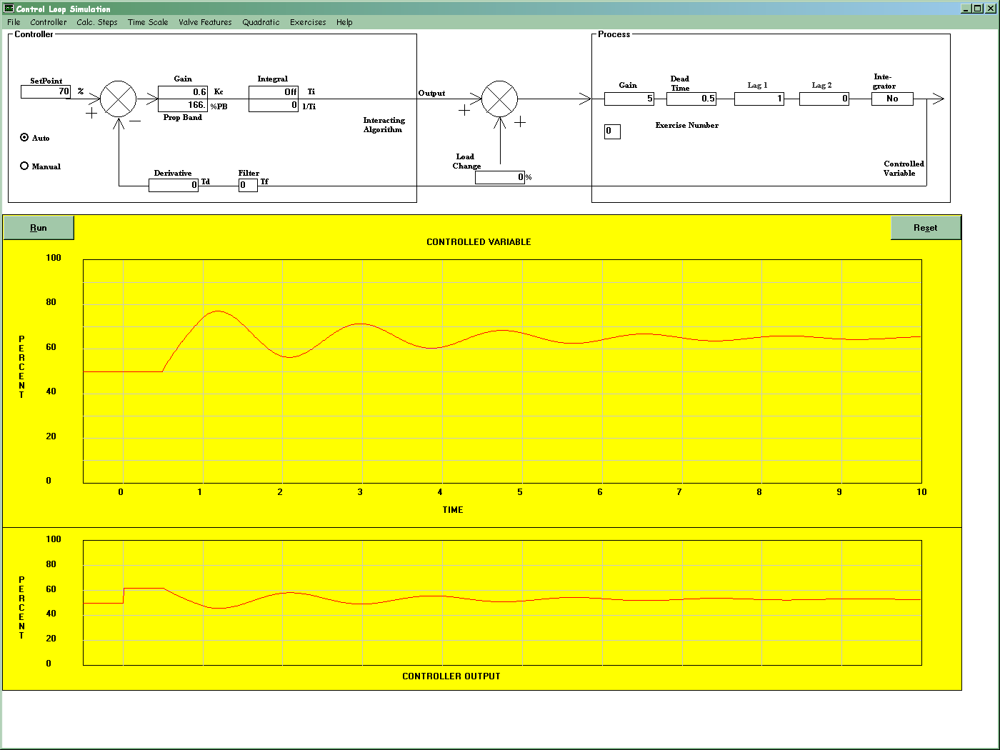 Control Loop Simulation
File Controller Calc. Steps Time Scale Valve Features Quadratic Exercises Help
Controller
Process
SetPoint
70 %
Gain
0.6 Kc
166. %PB
Prop Band
Integral
Off Ti
0 1/Ti
Interacting
Algorithm
Output
Auto
Manual
Derivative
0 Td
Filter
0 Tf
Load
Change
0 %
Gain
5
Dead
Time
0.5
Lag 1
1
Lag 2
0
Inte-
grator
No
0 Exercise Number
Controlled
Variable
Run
Reset
CONTROLLED VARIABLE
PERCENT
100
80
60
40
20
0
0 1 2 3 4 5 6 7 8 9 10
TIME
PERCENT
100
80
60
40
20
0
CONTROLLER OUTPUT